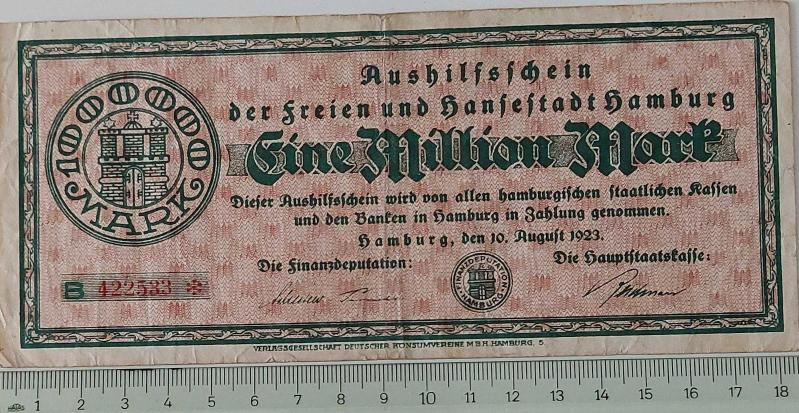 Aushilfsschein
der Freien und Hansestadt Hamburg
Eine Million Mark
Dieser Aushilfsschein wird von allen hamburgischen staatlichen Kassen
und den Banken in Hamburg in Zahlung genommen.
Hamburg, den 10. August 1923.
Die Finanzdeputation:
Die Hauptstaatskasse:
1000000
MARK
B 422533 *
FINANZDEPUTATION
HAMBURG
VERLAGSGESELLSCHAFT DEUTSCHER KONSUMVEREINE M.B.H. HAMBURG. 5.
1 2 3 4 5 6 7 8 9 10 11 12 13 14 15 16 17 18